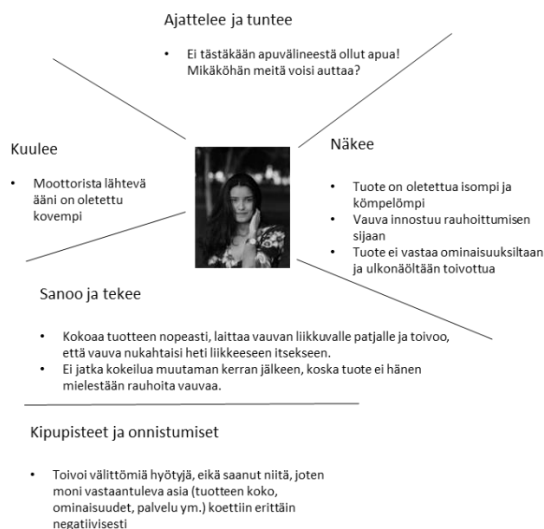 Ajattelee ja tuntee
• Ei tästäkään apuvälineestä ollut apua!
Mikäköhän meitä voisi auttaa?
Kuulee
• Moottorista lähtevä
ääni on oletettu
kovempi
Näkee
• Tuote on oletettua isompi ja
kömpelömpi
• Vauva innostuu rauhoittumisen
sijaan
• Tuote ei vastaa ominaisuuksiltaan
ja ulkonäöltään toivottua
Sanoo ja tekee
• Kokoaa tuotteen nopeasti, laittaa vauvan liikkuvalle patjalle ja toivoo,
että vauva nukahtaisi heti liikkeeseen itsekseen.
• Ei jatka kokeilua muutaman kerran jälkeen, koska tuote ei hänen
mielestään rauhoita vauvaa.
Kipupisteet ja onnistumiset
• Toivoi välittömiä hyötyjä, eikä saanut niitä, joten
moni vastaantuleva asia (tuotteen koko,
ominaisuudet, palvelu ym.) koettiin erittäin
negatiivisesti